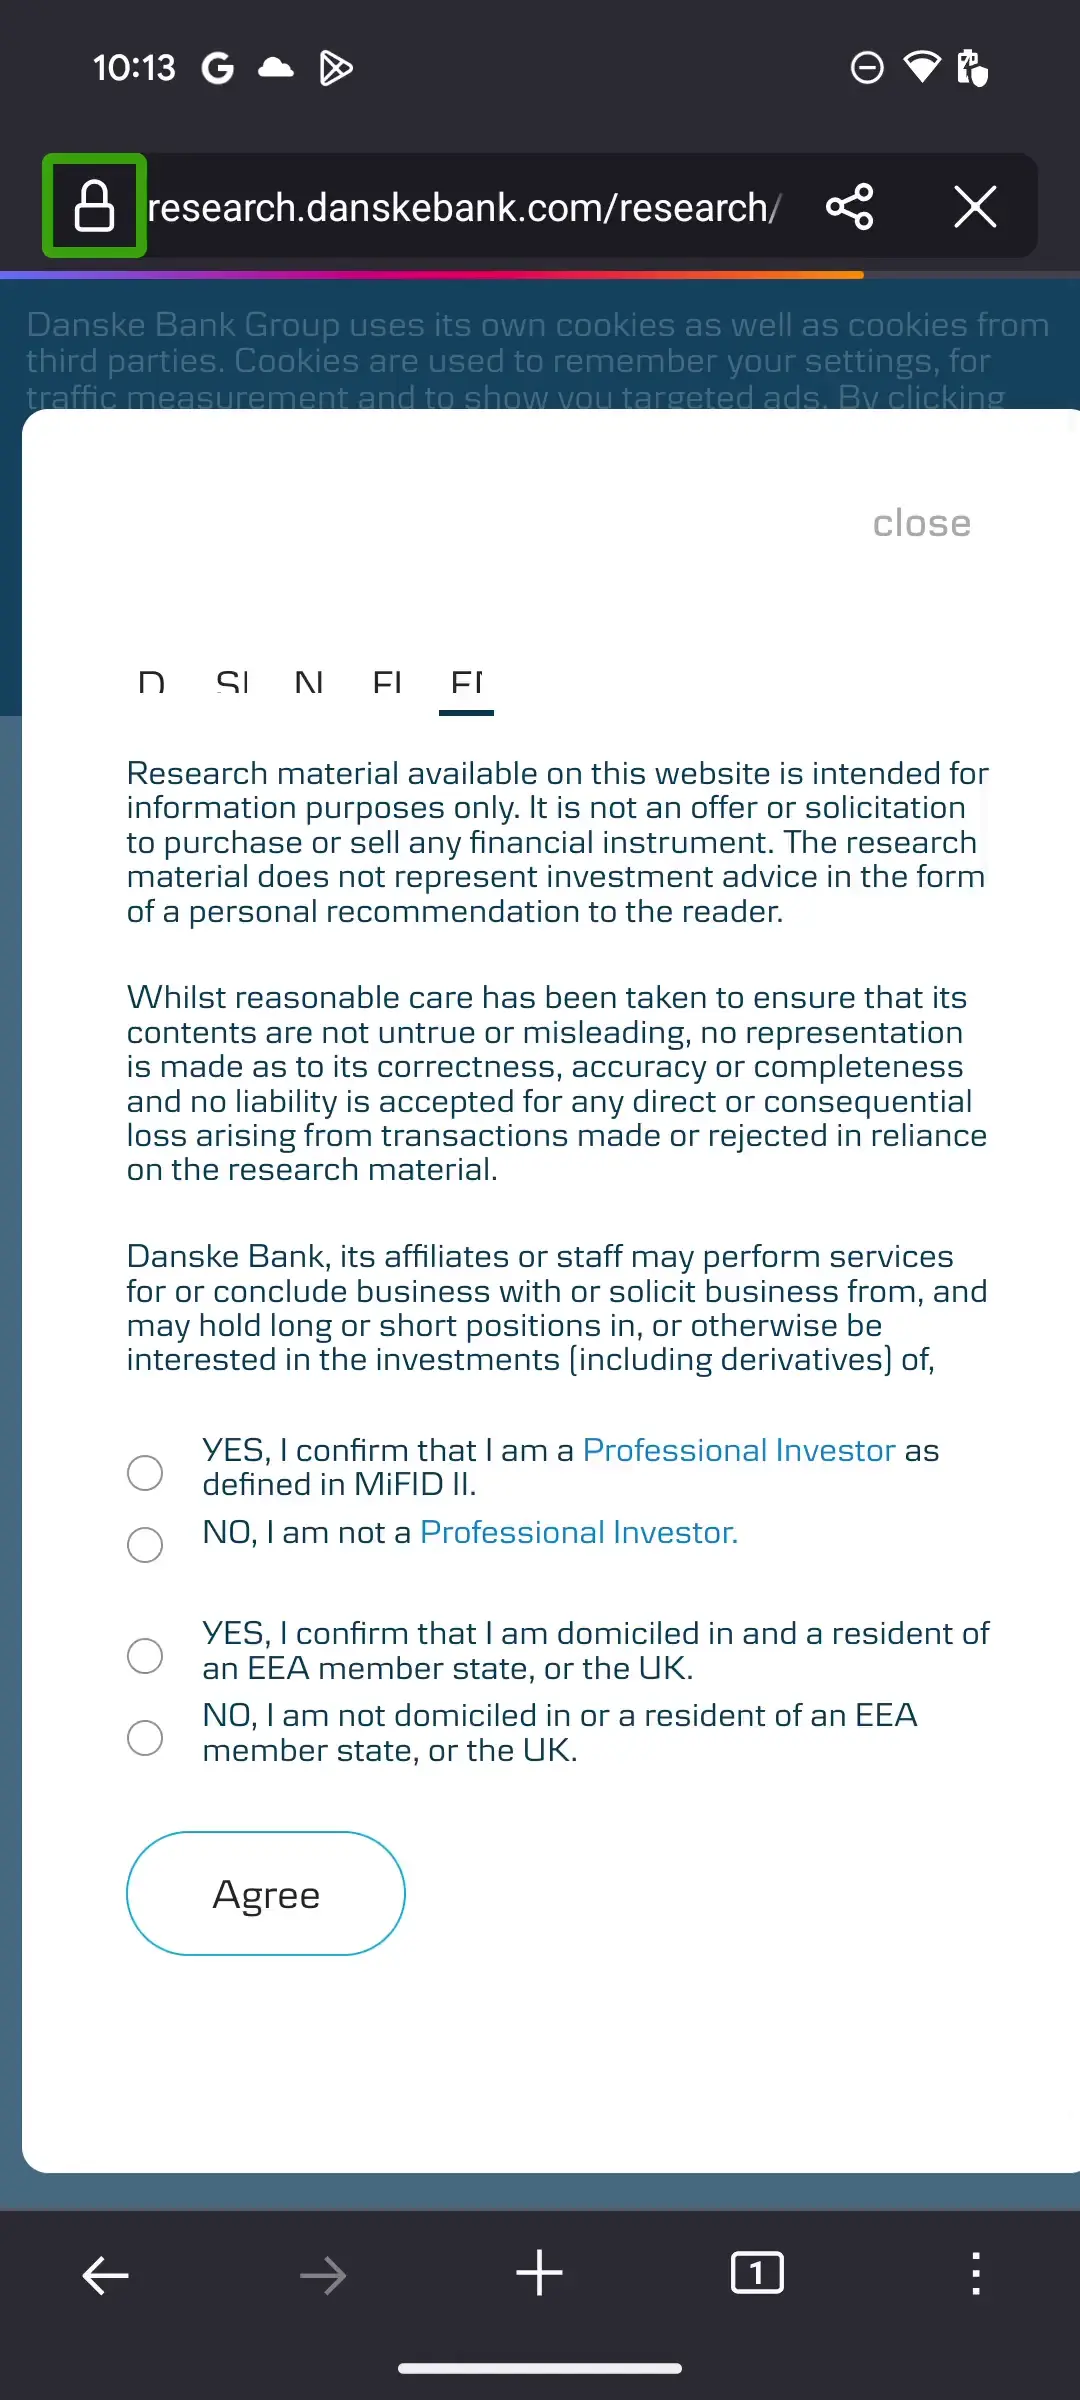 10:13
research.danskebank.com/research/
Danske Bank Group uses its own cookies as well as cookies from
third parties. Cookies are used to remember your settings, for
traffic measurement and to show you targeted ads. By clicking
close
D SI N FI EI
Research material available on this website is intended for
information purposes only. It is not an offer or solicitation
to purchase or sell any financial instrument. The research
material does not represent investment advice in the form
of a personal recommendation to the reader.
Whilst reasonable care has been taken to ensure that its
contents are not untrue or misleading, no representation
is made as to its correctness, accuracy or completeness
and no liability is accepted for any direct or consequential
loss arising from transactions made or rejected in reliance
on the research material.
Danske Bank, its affiliates or staff may perform services
for or conclude business with or solicit business from, and
may hold long or short positions in, or otherwise be
interested in the investments (including derivatives) of,
YES, I confirm that I am a Professional Investor as
defined in MiFID II.
NO, I am not a Professional Investor.
YES, I confirm that I am domiciled in and a resident of
an EEA member state, or the UK.
NO, I am not domiciled in or a resident of an EEA
member state, or the UK.
Agree
1